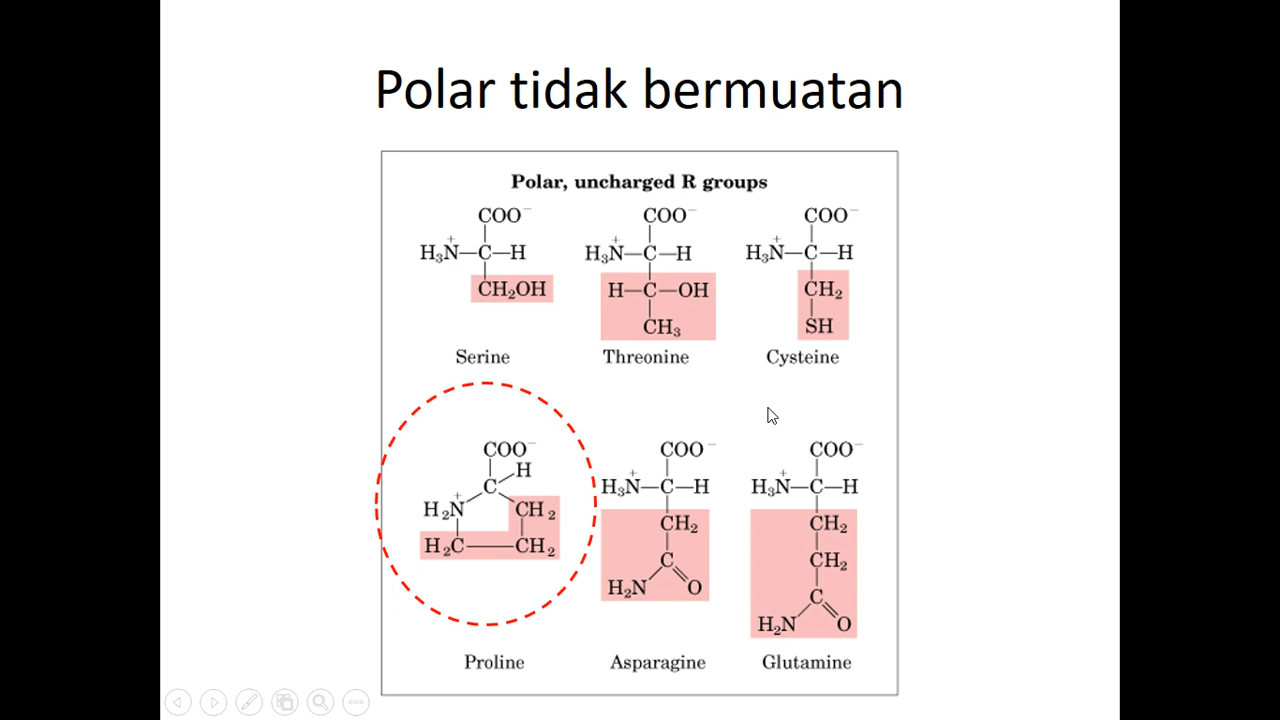 Polar tidak bermuatan
Polar, uncharged R groups
COO⁻ COO⁻ COO⁻
H₃N⁺—C—H H₃N⁺—C—H H₃N⁺—C—H
CH₂OH H—C—OH CH₂
CH₃ SH
Serine Threonine Cysteine
COO⁻ COO⁻ COO⁻
H
C H₃N⁺—C—H H₃N⁺—C—H
H₂N⁺ CH₂ CH₂ CH₂
H₂C—CH₂ C CH₂
H₂N O C
H₂N O
Proline Asparagine Glutamine